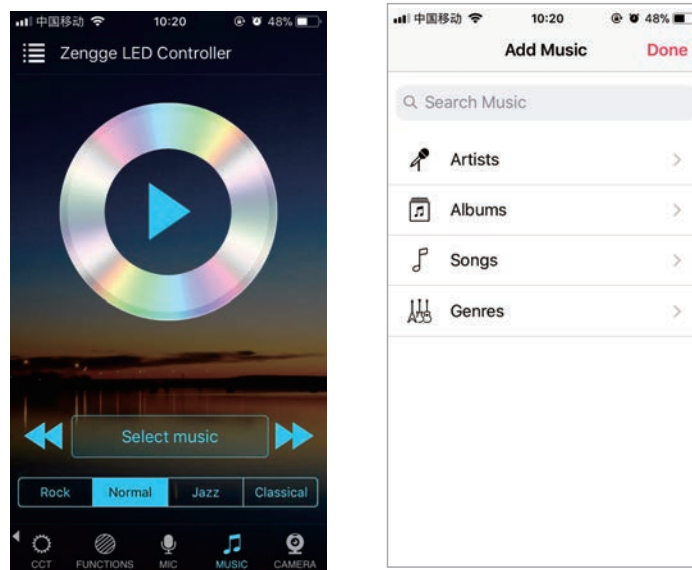 中国移动 10:20 48%
Zengge LED Controller
Select music
Rock Normal Jazz Classical
CCT FUNCTIONS MIC MUSIC CAMERA
中国移动 10:20 48%
Add Music Done
Search Music
Artists
Albums
Songs
Genres